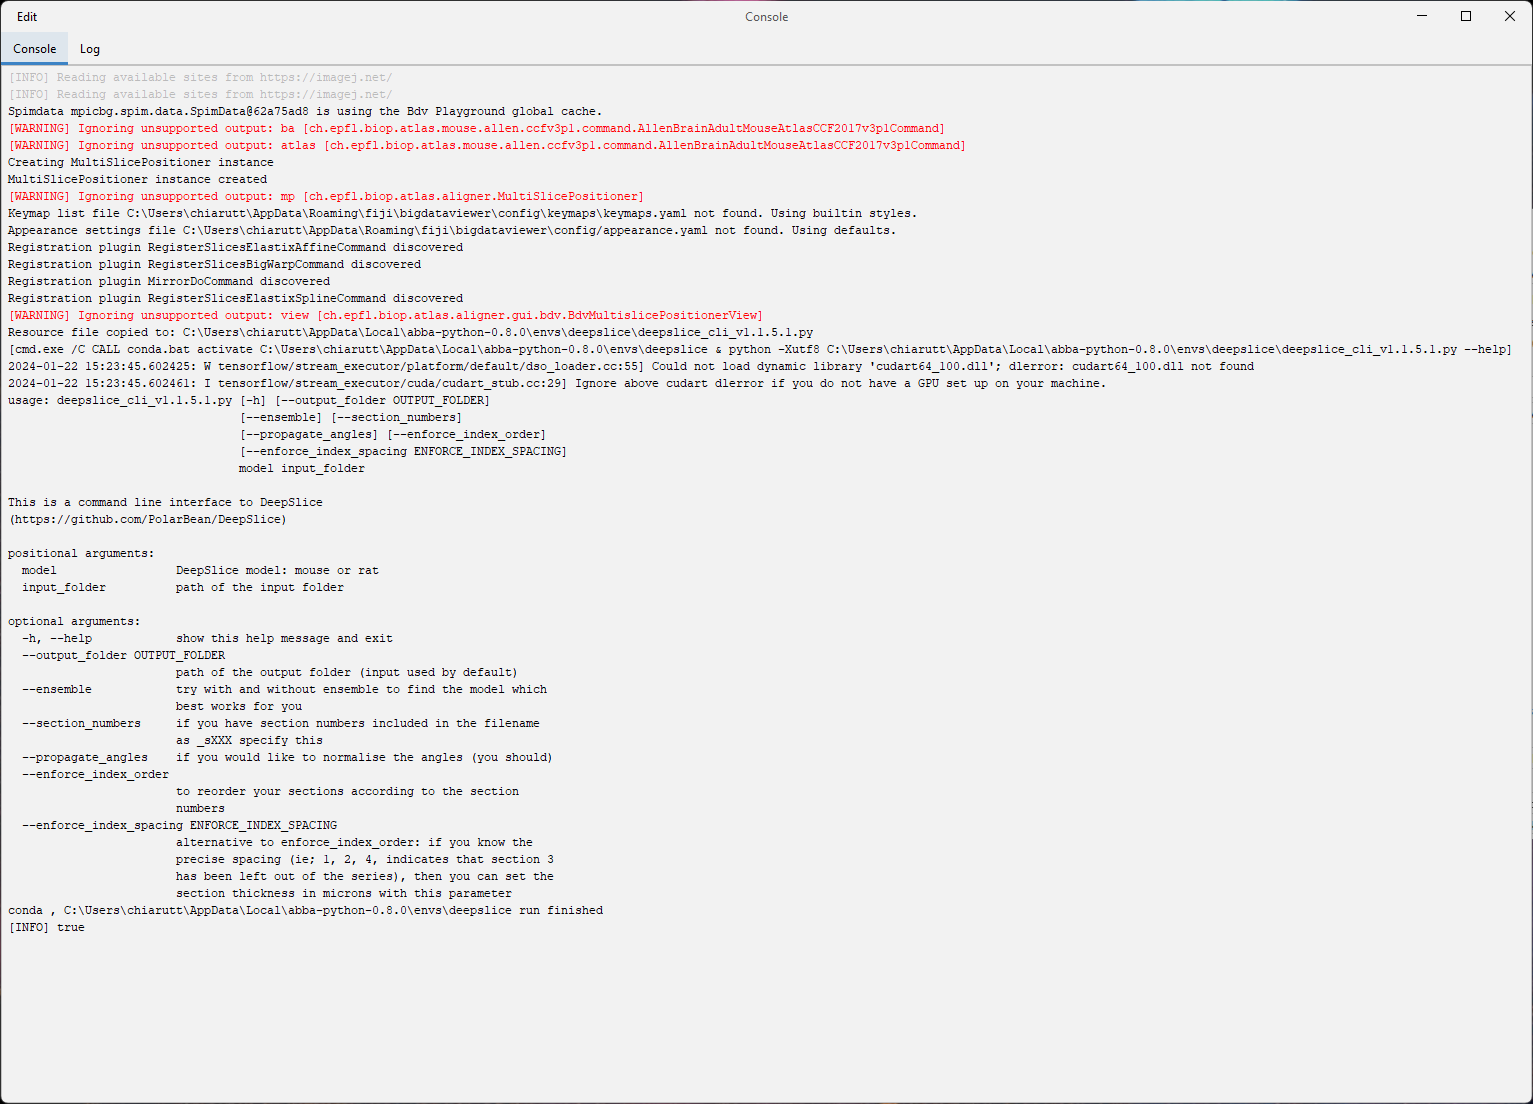 Edit
Console
Console Log
[INFO] Reading available sites from https://imagej.net/
[INFO] Reading available sites from https://imagej.net/
Spimdata mpicbg.spim.data.SpimData@62a75ad8 is using the Bdv Playground global cache.
[WARNING] Ignoring unsupported output: ba [ch.epfl.biop.atlas.mouse.allen.ccfv3p1.command.AllenBrainAdultMouseAtlasCCF2017v3p1Command]
[WARNING] Ignoring unsupported output: atlas [ch.epfl.biop.atlas.mouse.allen.ccfv3p1.command.AllenBrainAdultMouseAtlasCCF2017v3p1Command]
Creating MultiSlicePositioner instance
MultiSlicePositioner instance created
[WARNING] Ignoring unsupported output: mp [ch.epfl.biop.atlas.aligner.MultiSlicePositioner]
Keymap list file C:\Users\chiarutt\AppData\Roaming\fiji\bigdataviewer\config\keymaps\keymaps.yaml not found. Using builtin styles.
Appearance settings file C:\Users\chiarutt\AppData\Roaming\fiji\bigdataviewer\config/appearance.yaml not found. Using defaults.
Registration plugin RegisterSlicesElastixAffineCommand discovered
Registration plugin RegisterSlicesBigWarpCommand discovered
Registration plugin MirrorDoCommand discovered
Registration plugin RegisterSlicesElastixSplineCommand discovered
[WARNING] Ignoring unsupported output: view [ch.epfl.biop.atlas.aligner.gui.bdv.BdvMultislicePositionerView]
Resource file copied to: C:\Users\chiarutt\AppData\Local\abba-python-0.8.0\envs\deepslice\deepslice_cli_v1.1.5.1.py
[cmd.exe /C CALL conda.bat activate C:\Users\chiarutt\AppData\Local\abba-python-0.8.0\envs\deepslice & python -Xutf8 C:\Users\chiarutt\AppData\Local\abba-python-0.8.0\envs\deepslice\deepslice_cli_v1.1.5.1.py --help]
2024-01-22 15:23:45.602425: W tensorflow/stream_executor/platform/default/dso_loader.cc:55] Could not load dynamic library 'cudart64_100.dll'; dlerror: cudart64_100.dll not found
2024-01-22 15:23:45.602461: I tensorflow/stream_executor/cuda/cudart_stub.cc:29] Ignore above cudart dlerror if you do not have a GPU set up on your machine.
usage: deepslice_cli_v1.1.5.1.py [-h] [--output_folder OUTPUT_FOLDER]
[--ensemble] [--section_numbers]
[--propagate_angles] [--enforce_index_order]
[--enforce_index_spacing ENFORCE_INDEX_SPACING]
model input_folder
This is a command line interface to DeepSlice
(https://github.com/PolarBean/DeepSlice)
positional arguments:
model DeepSlice model: mouse or rat
input_folder path of the input folder
optional arguments:
-h, --help show this help message and exit
--output_folder OUTPUT_FOLDER
path of the output folder (input used by default)
--ensemble try with and without ensemble to find the model which
best works for you
--section_numbers if you have section numbers included in the filename
as _sXXX specify this
--propagate_angles if you would like to normalise the angles (you should)
--enforce_index_order
to reorder your sections according to the section
numbers
--enforce_index_spacing ENFORCE_INDEX_SPACING
alternative to enforce_index_order: if you know the
precise spacing (ie; 1, 2, 4, indicates that section 3
has been left out of the series), then you can set the
section thickness in microns with this parameter
conda , C:\Users\chiarutt\AppData\Local\abba-python-0.8.0\envs\deepslice run finished
[INFO] true